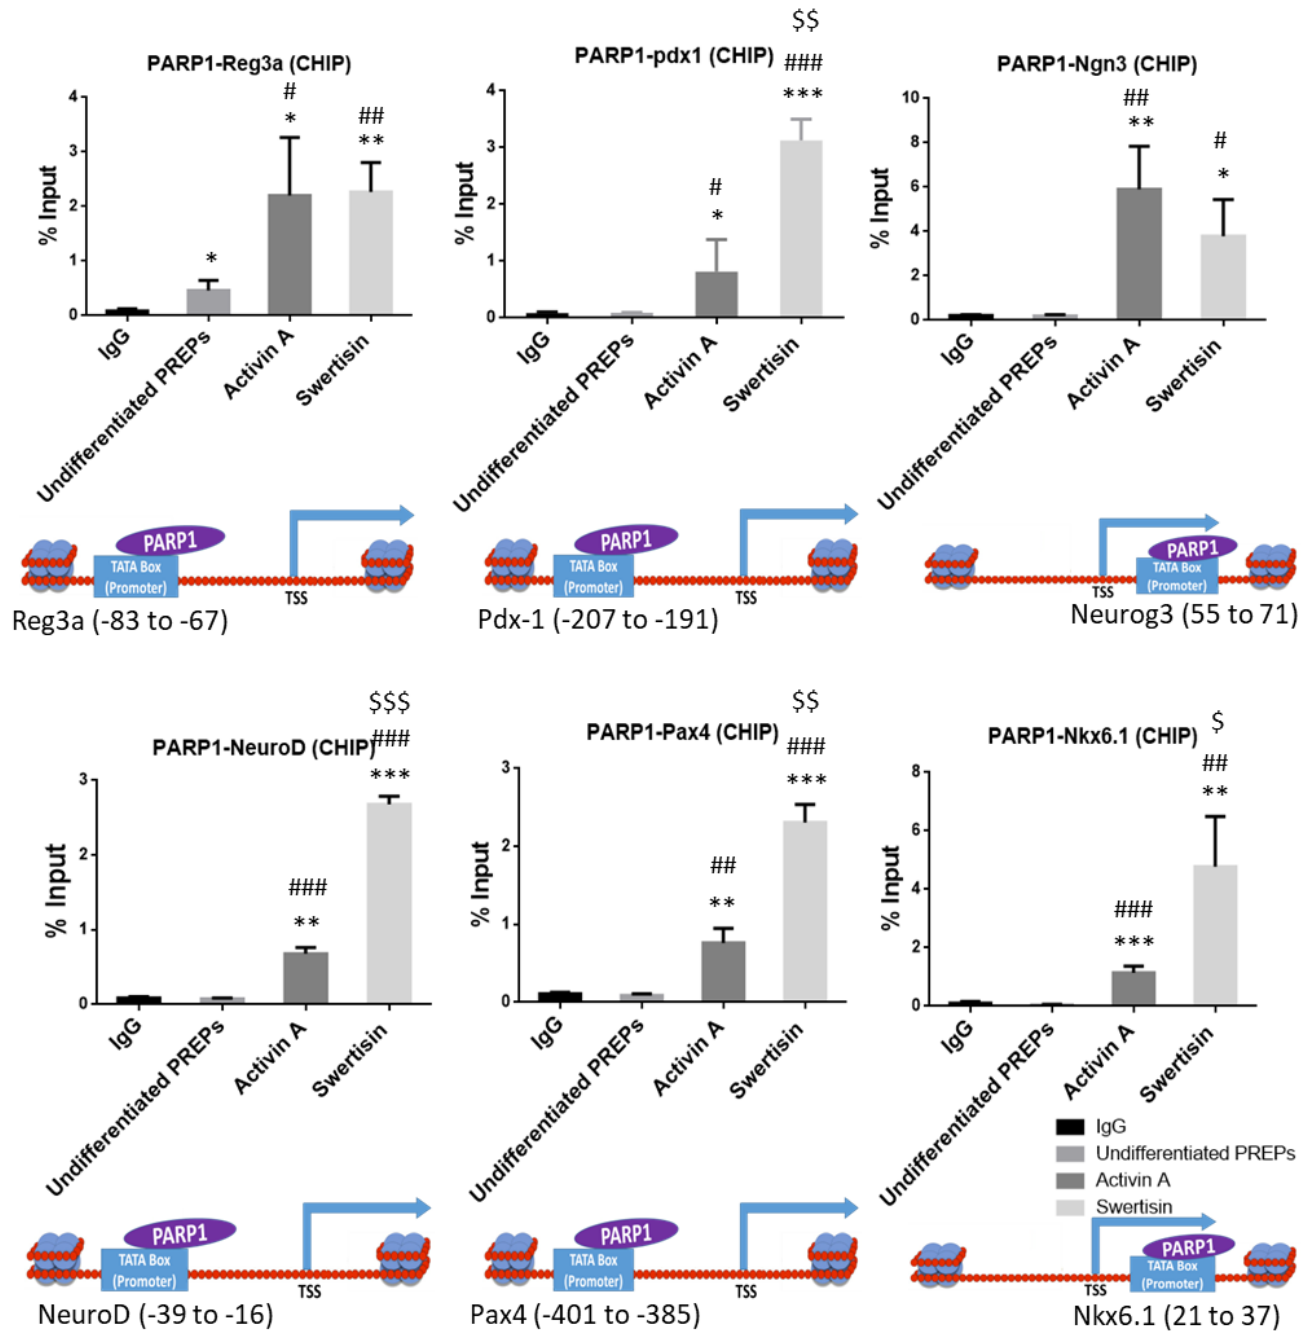 PARP1-Reg3a (CHIP)
% Input
4
3
2
1
0
*
#
*
##
**
IgG
Undifferentiated PREPs
Activin A
Swertisin
PARP1
TATA Box
(Promoter)
TSS
Reg3a (-83 to -67)
PARP1-pdx1 (CHIP)
% Input
4
3
2
1
0
#
*
$$
###
***
IgG
Undifferentiated PREPs
Activin A
Swertisin
PARP1
TATA Box
(Promoter)
TSS
Pdx-1 (-207 to -191)
PARP1-Ngn3 (CHIP)
% Input
10
8
6
4
2
0
##
**
#
*
IgG
Undifferentiated PREPs
Activin A
Swertisin
PARP1
TATA Box
(Promoter)
TSS
Neurog3 (55 to 71)
PARP1-NeuroD (CHIP)
% Input
3
2
1
0
###
**
$$$
###
***
IgG
Undifferentiated PREPs
Activin A
Swertisin
PARP1
TATA Box
(Promoter)
TSS
NeuroD (-39 to -16)
PARP1-Pax4 (CHIP)
% Input
3
2
1
0
##
**
$$
###
***
IgG
Undifferentiated PREPs
Activin A
Swertisin
PARP1
TATA Box
(Promoter)
TSS
Pax4 (-401 to -385)
PARP1-Nkx6.1 (CHIP)
% Input
8
6
4
2
0
###
***
$
##
**
IgG
Undifferentiated PREPs
Activin A
Swertisin
IgG
Undifferentiated PREPs
Activin A
Swertisin
PARP1
TATA Box
(Promoter)
TSS
Nkx6.1 (21 to 37)